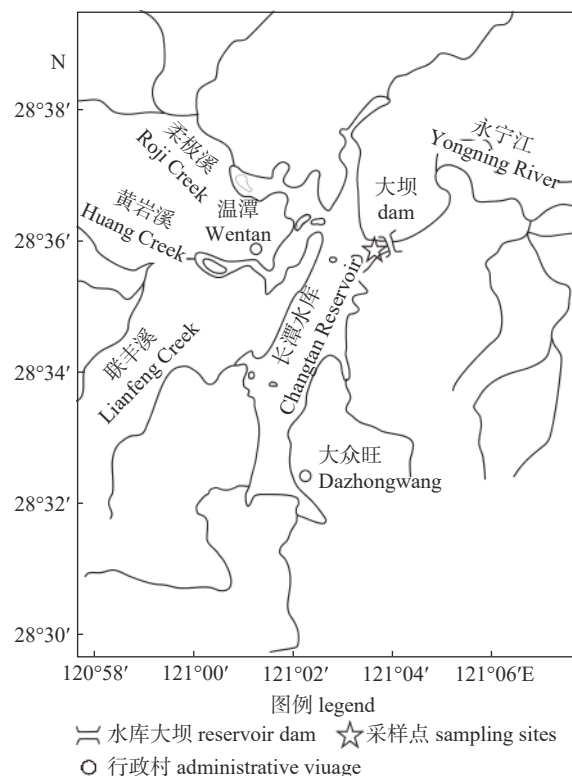 N
28°38′
28°36′
28°34′
28°32′
28°30′
柔极溪
Roji Creek
黄岩溪
Huang Creek
温潭
Wentan
联丰溪
Lianfeng Creek
长潭水库
Changtan Reservoir
大坝
dam
永宁江
Yongning River
大众旺
Dazhongwang
120°58′ 121°00′ 121°02′ 121°04′ 121°06′E
图例 legend
水库大坝 reservoir dam 采样点 sampling sites
行政村 administrative viuage